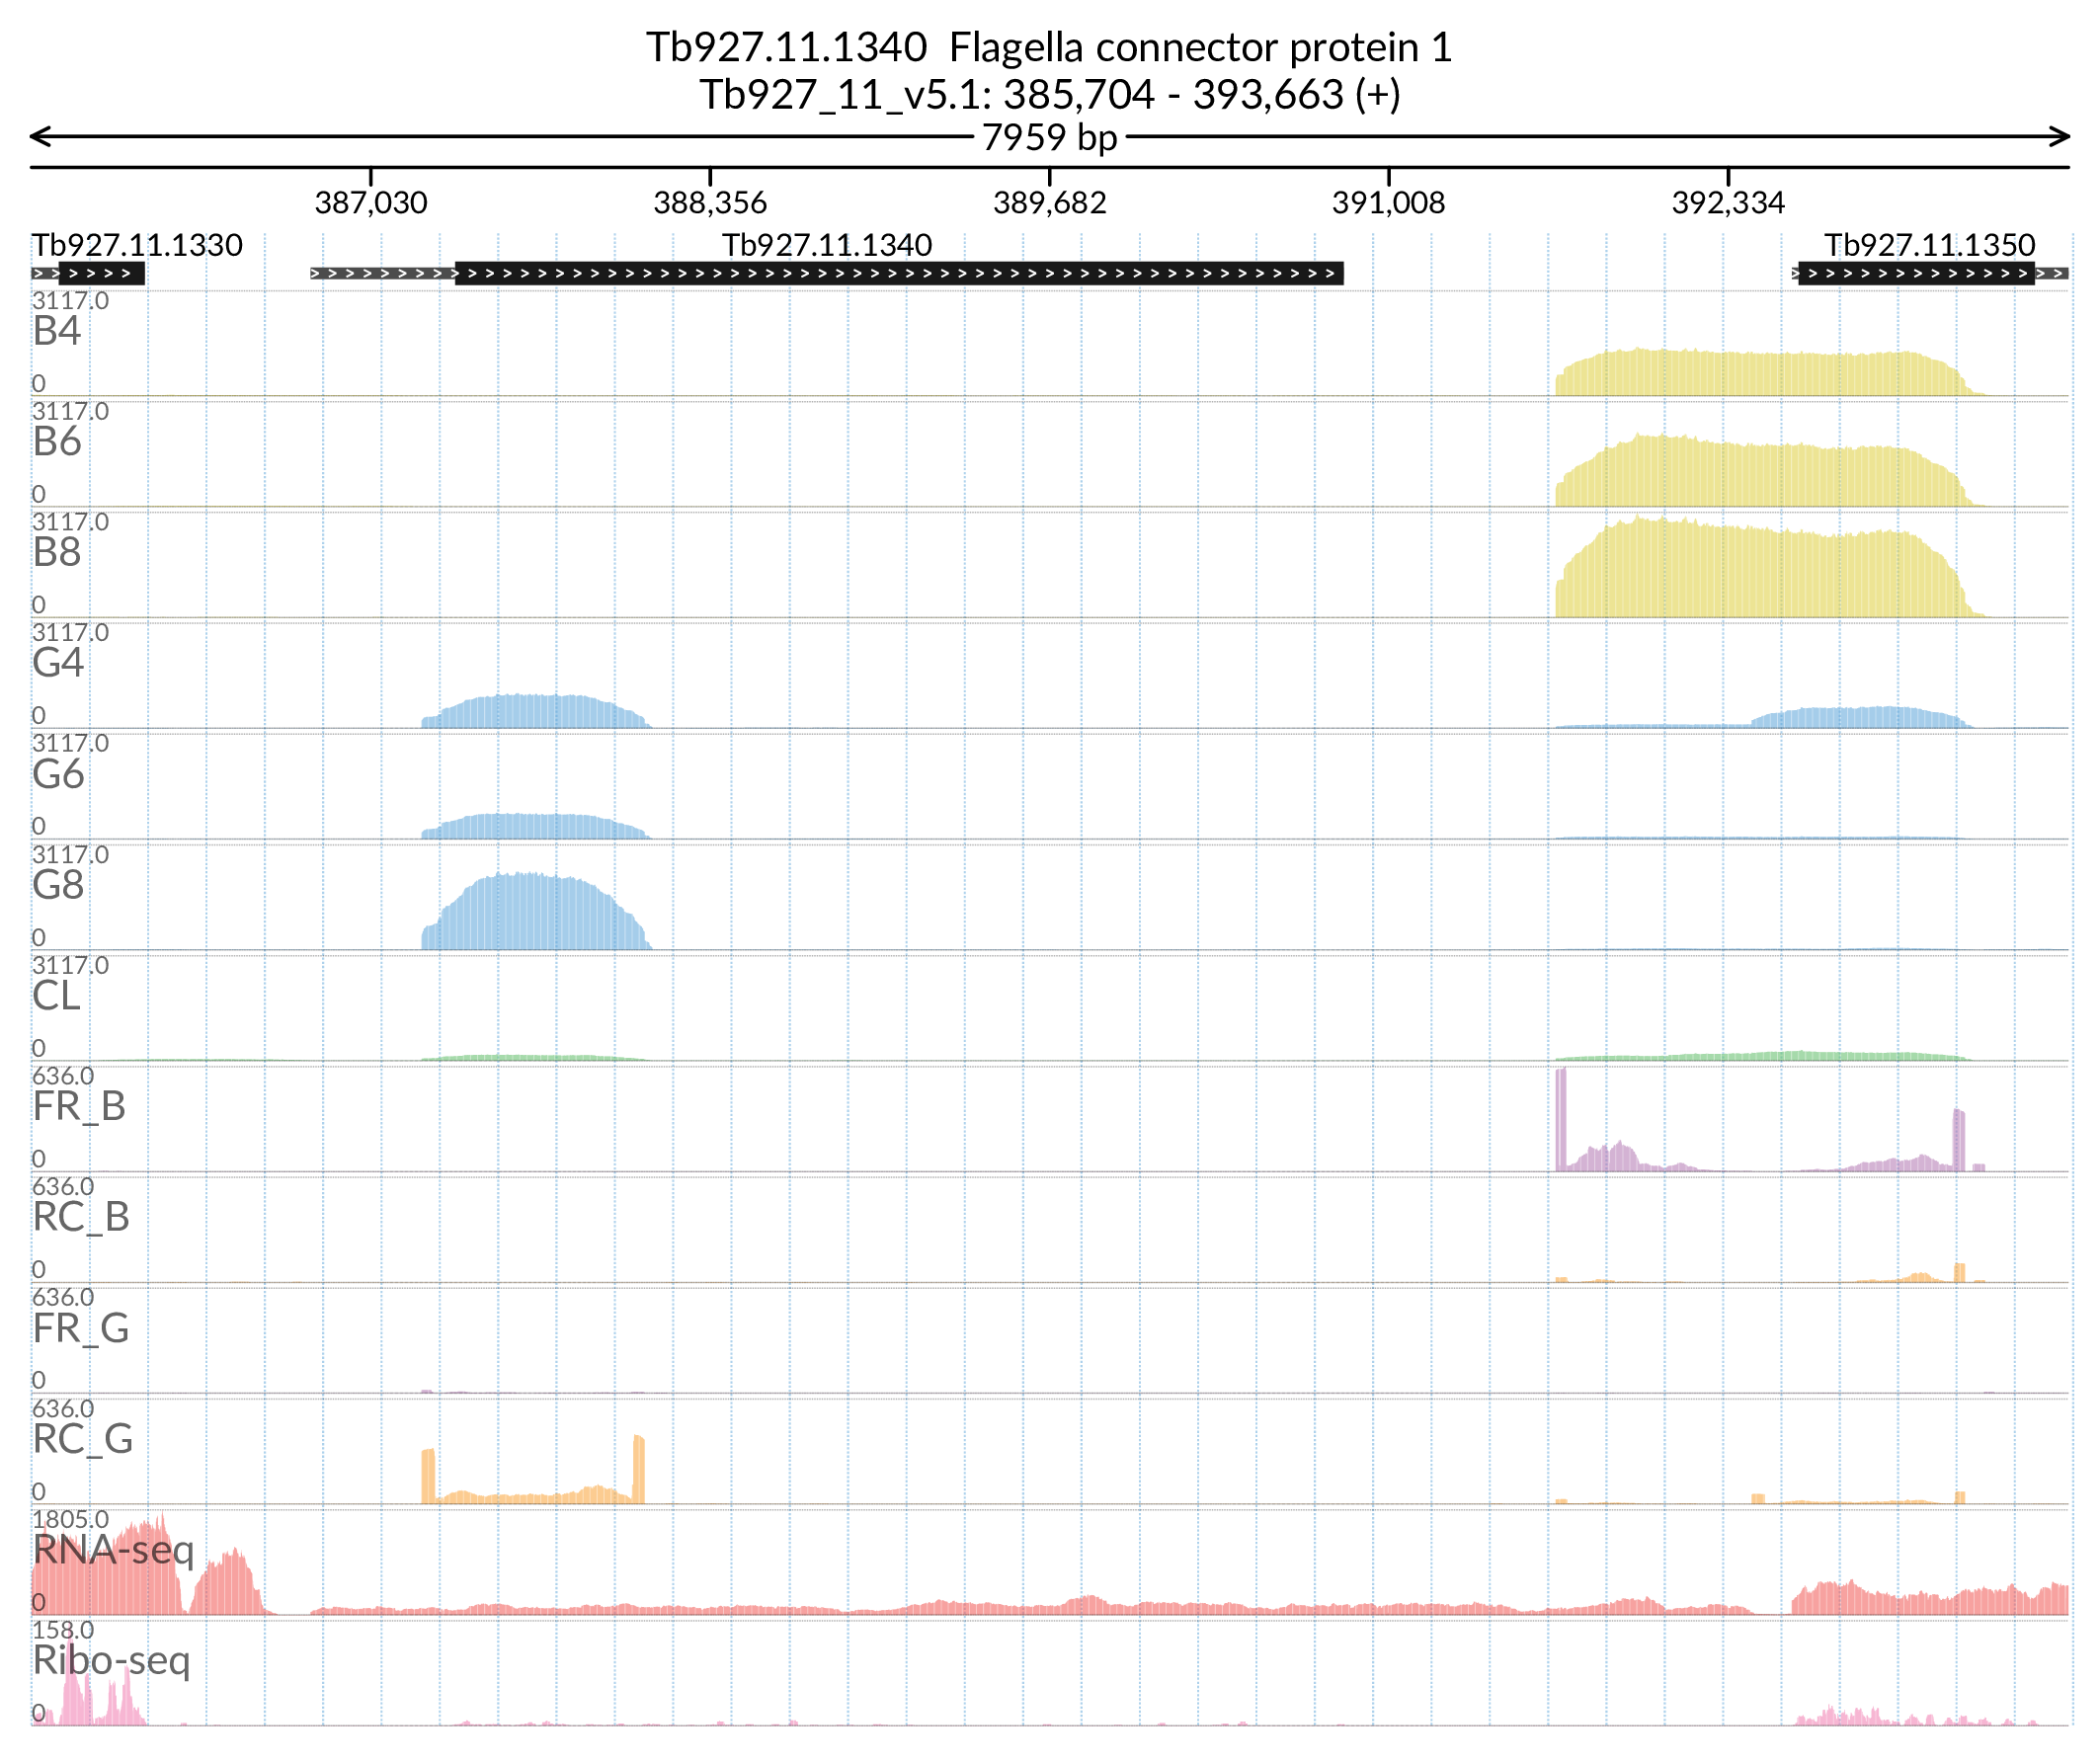 Tb927.11.1340  Flagella connector protein 1
Tb927_11_v5.1: 385,704 - 393,663 (+)
7959 bp
387,030 388,356 389,682 391,008 392,334
Tb927.11.1330 Tb927.11.1340 Tb927.11.1350
3117.0
B4
0
3117.0
B6
0
3117.0
B8
0
3117.0
G4
0
3117.0
G6
0
3117.0
G8
0
3117.0
CL
0
636.0
FR_B
0
636.0
RC_B
0
636.0
FR_G
0
636.0
RC_G
0
1805.0
RNA-seq
0
158.0
Ribo-seq
0